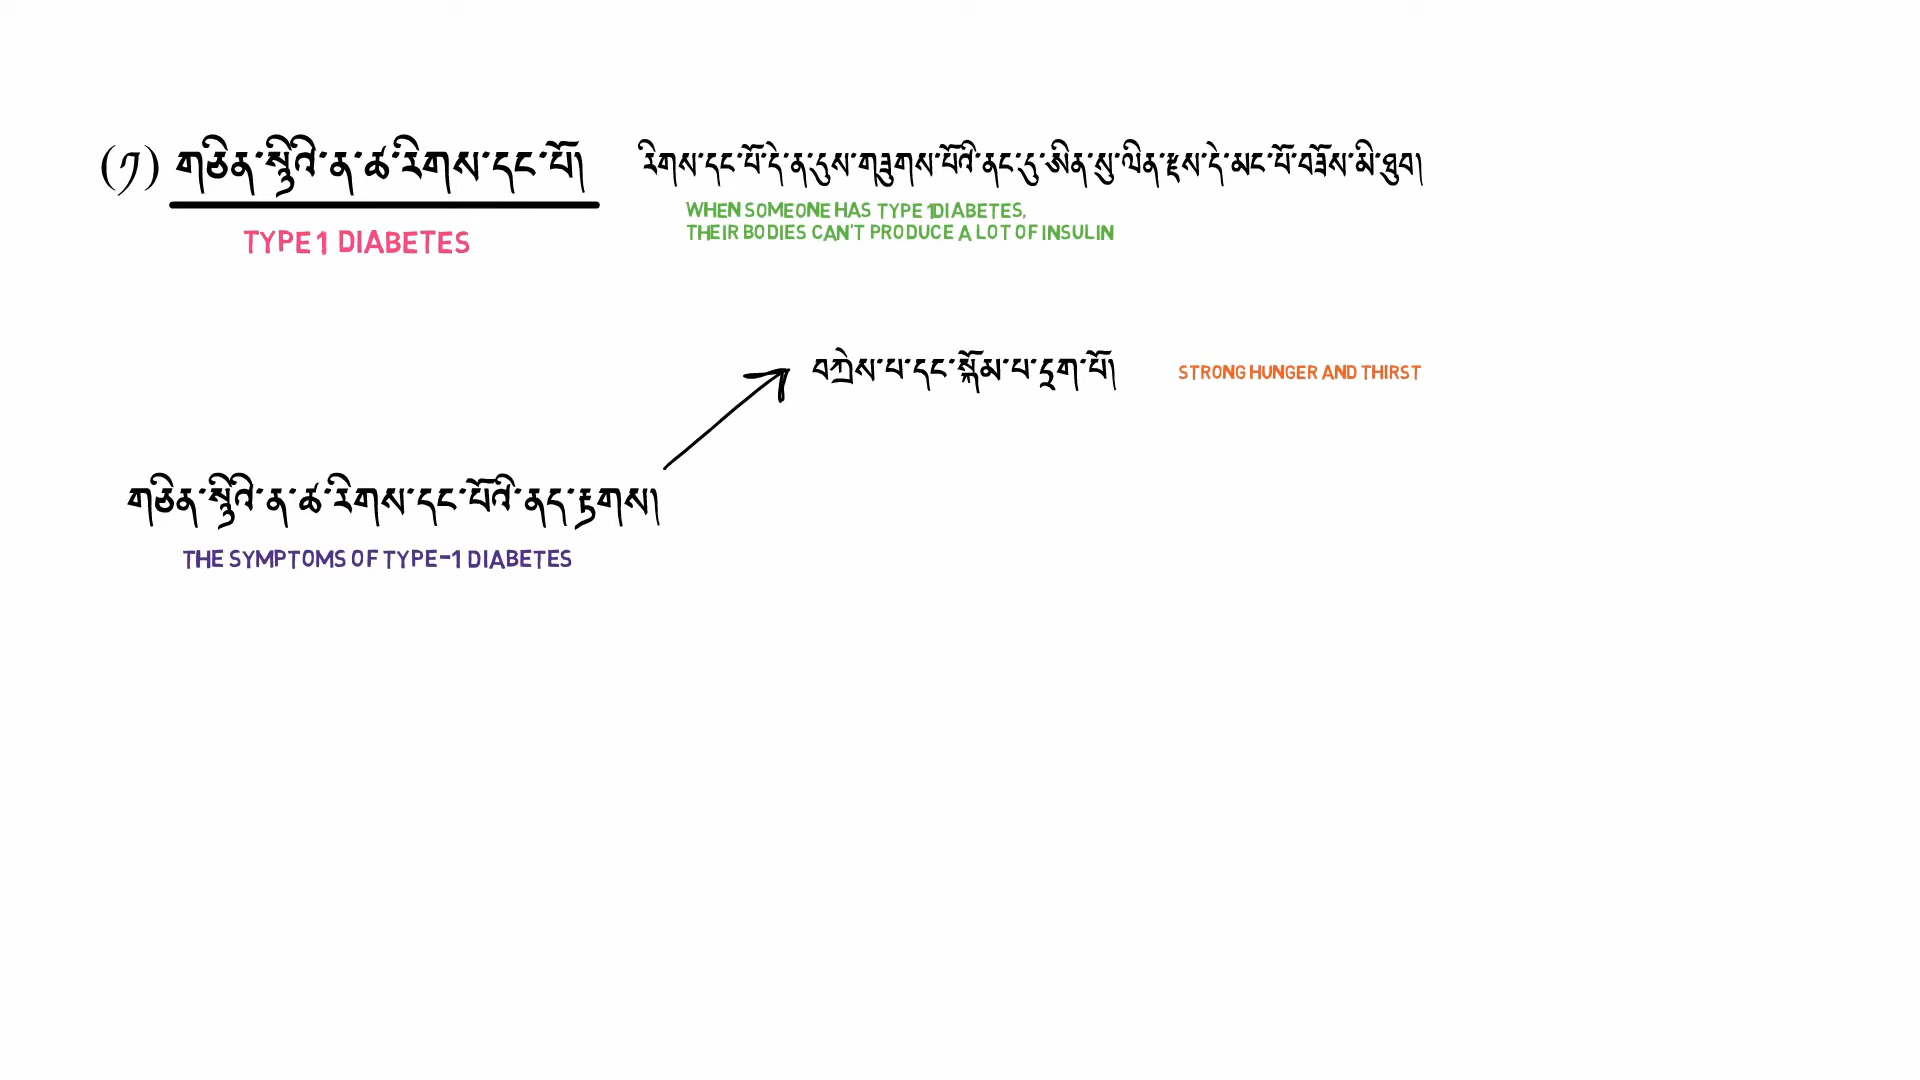 (༡) གཅིན་སྙིའི་ན་ཚ་རིགས་དང་པོ།
TYPE 1 DIABETES
རིགས་དང་པོ་དེ་ན་དུས་གཟུགས་པོའི་ནང་དུ་ཨིན་སུ་ལིན་རྫས་དེ་མང་པོ་བཟོས་མི་ཐུབ།
WHEN SOMEONE HAS TYPE 1 DIABETES,
THEIR BODIES CAN'T PRODUCE A LOT OF INSULIN
བཀྲེས་པ་དང་སྐོམ་པ་དྲག་པོ།
STRONG HUNGER AND THIRST
གཅིན་སྙིའི་ན་ཚ་རིགས་དང་པོའི་ནད་རྟགས།
THE SYMPTOMS OF TYPE-1 DIABETES